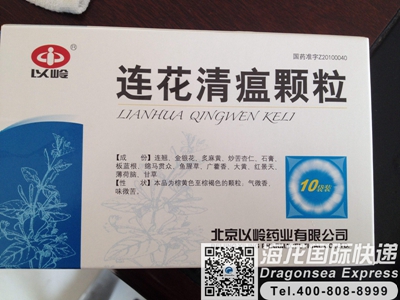 以岭
国药准字Z20100040
连花清瘟颗粒
LIANHUA QINGWEN KELI
【成 份】连翘、金银花、炙麻黄、炒苦杏仁、石膏、
板蓝根、绵马贯众、鱼腥草、广藿香、大黄、红景天、
薄荷脑、甘草
【性 状】本品为棕黄色至棕褐色的颗粒，气微香，
味微苦。
10袋装
北京以岭药业有限公司
海龙国际快递
Dragonsea Express
TEL:400-808-8999